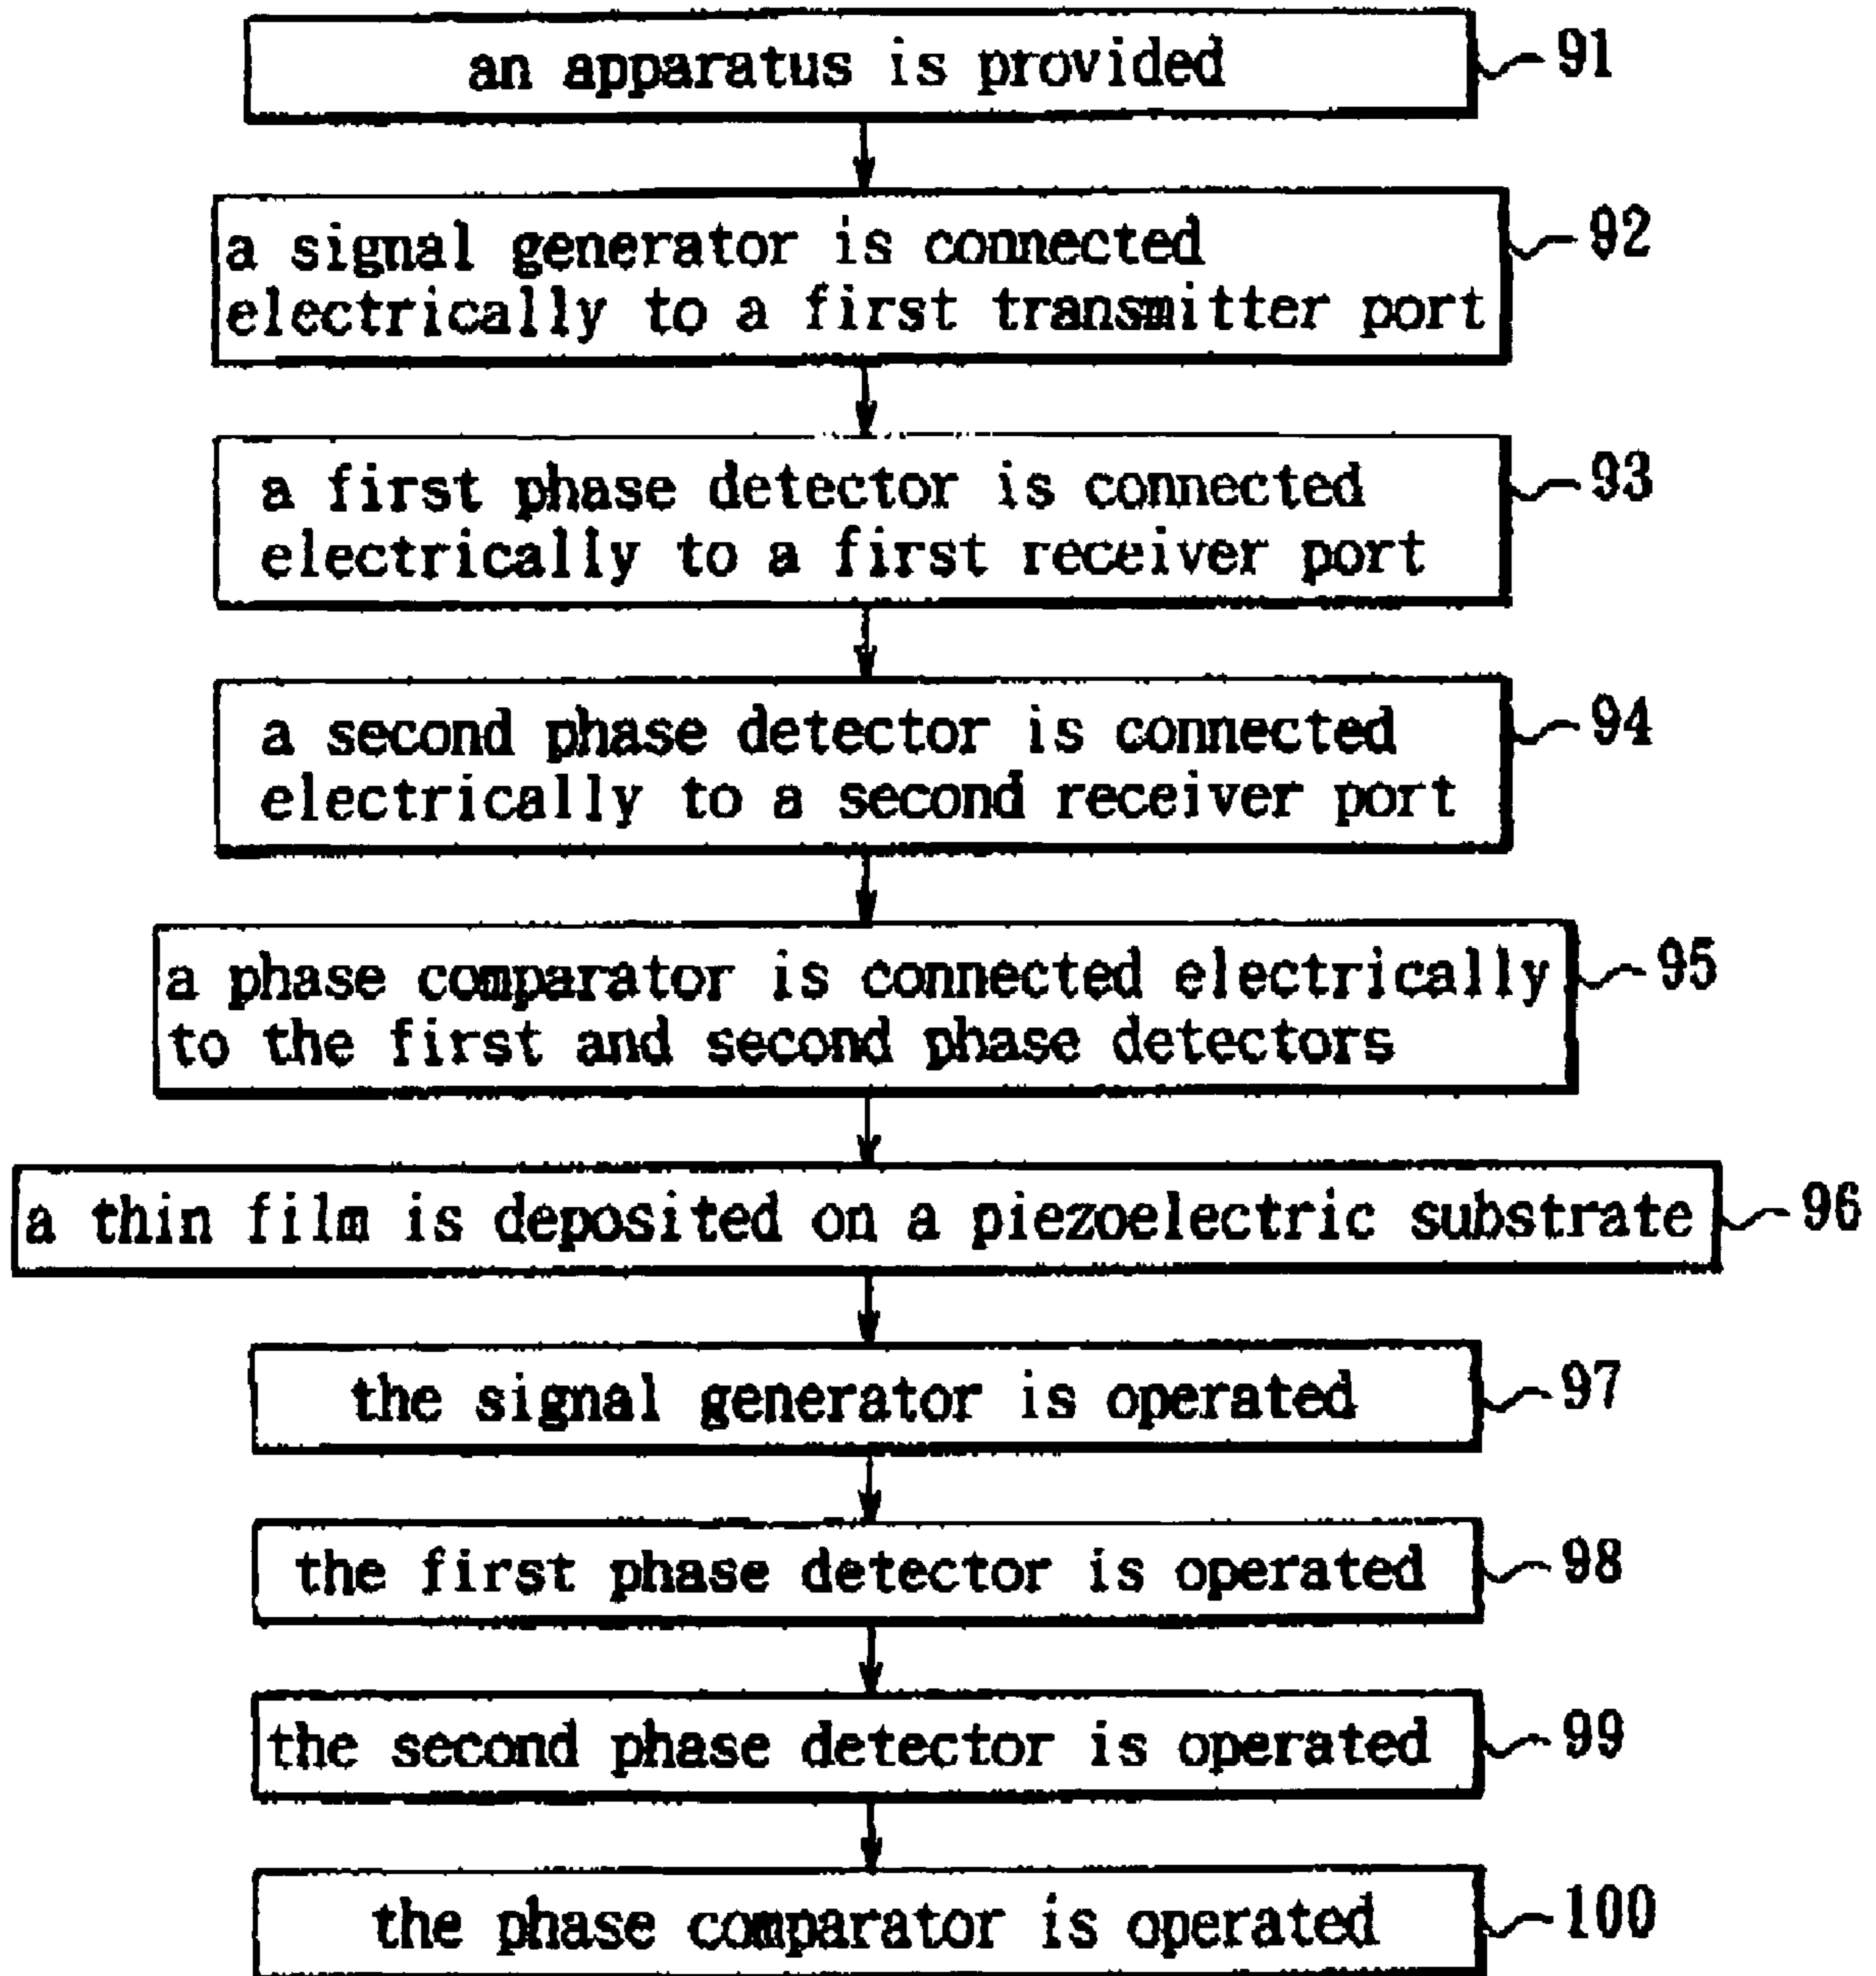 an apparatus is provided
91
a signal generator is connected
electrically to a first transmitter port
92
a first phase detector is connected
electrically to a first receiver port
93
a second phase detector is connected
electrically to a second receiver port
94
a phase comparator is connected electrically
to the first and second phase detectors
95
a thin film is deposited on a piezoelectric substrate
96
the signal generator is operated
97
the first phase detector is operated
98
the second phase detector is operated
99
the phase comparator is operated
100